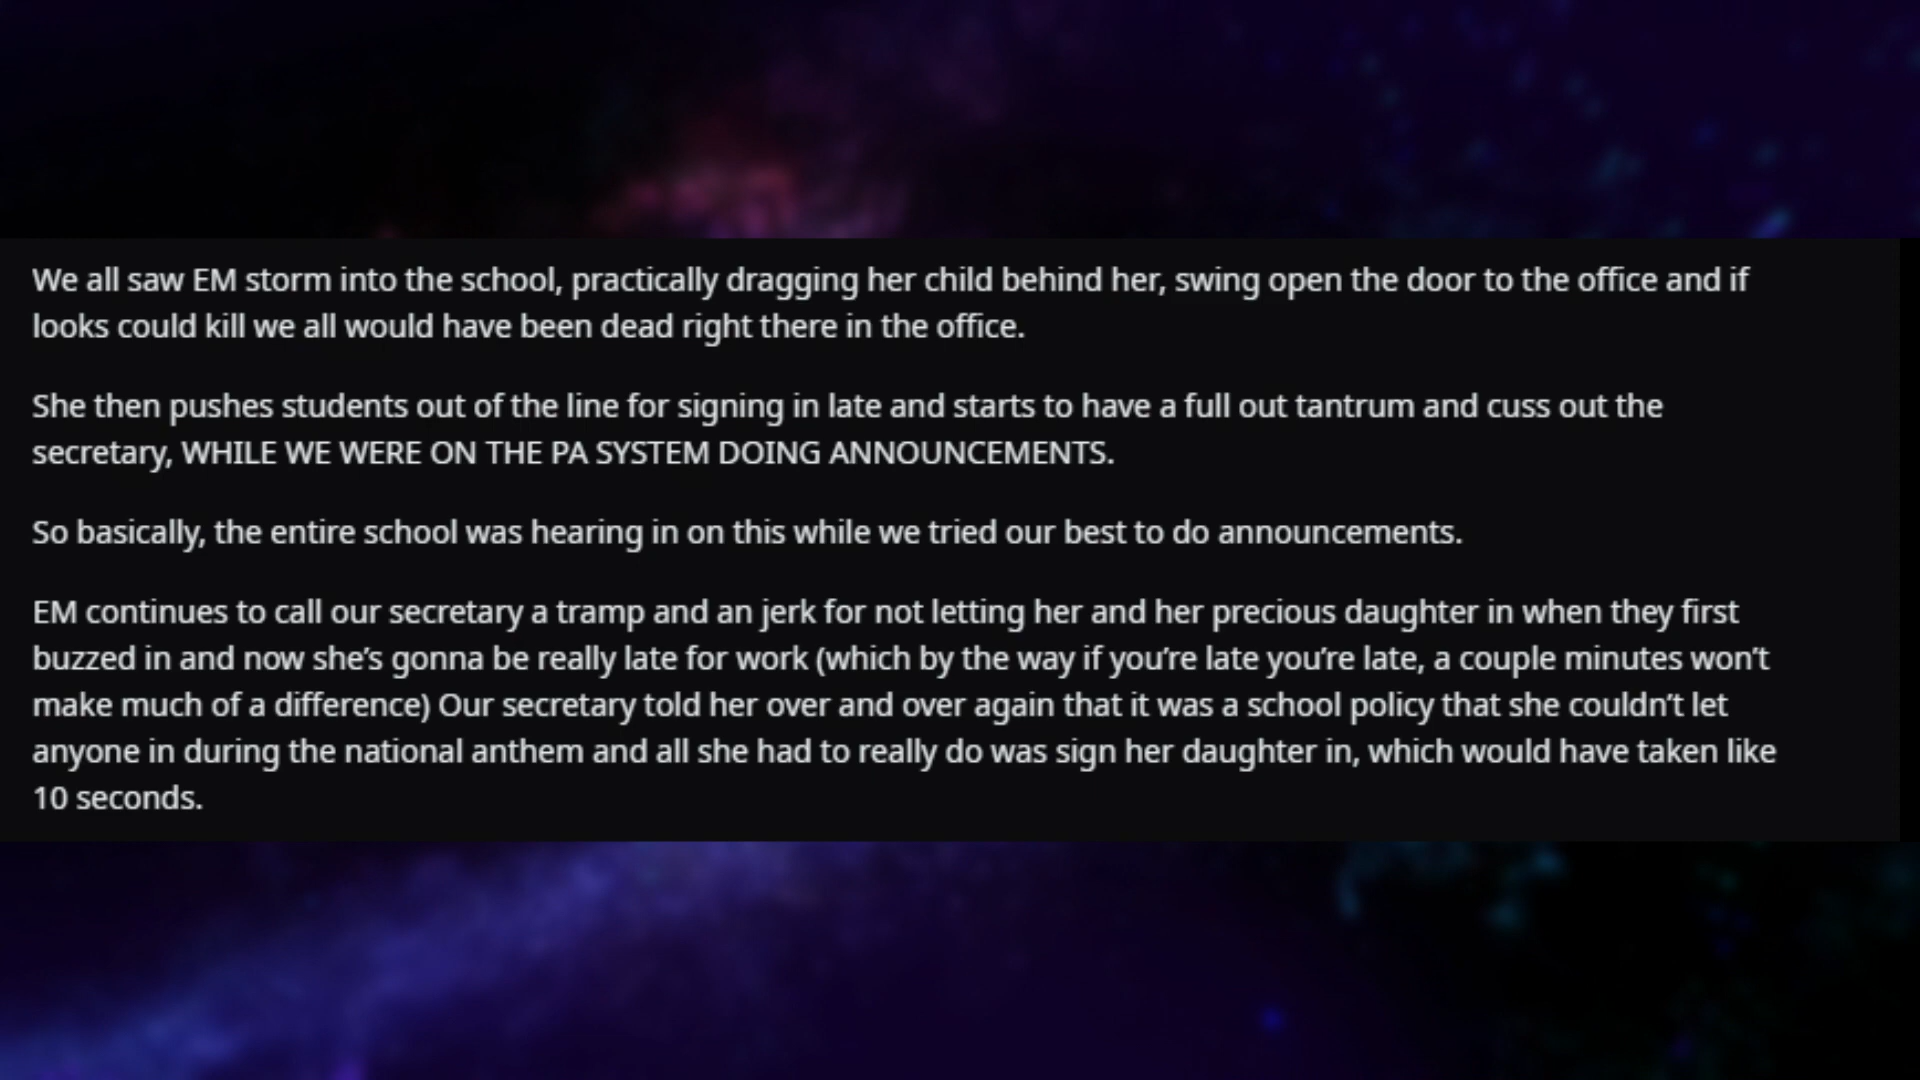 We all saw EM storm into the school, practically dragging her child behind her, swing open the door to the office and if
looks could kill we all would have been dead right there in the office.
She then pushes students out of the line for signing in late and starts to have a full out tantrum and cuss out the
secretary, WHILE WE WERE ON THE PA SYSTEM DOING ANNOUNCEMENTS.
So basically, the entire school was hearing in on this while we tried our best to do announcements.
EM continues to call our secretary a tramp and an jerk for not letting her and her precious daughter in when they first
buzzed in and now she’s gonna be really late for work (which by the way if you’re late you’re late, a couple minutes won’t
make much of a difference) Our secretary told her over and over again that it was a school policy that she couldn’t let
anyone in during the national anthem and all she had to really do was sign her daughter in, which would have taken like
10 seconds.